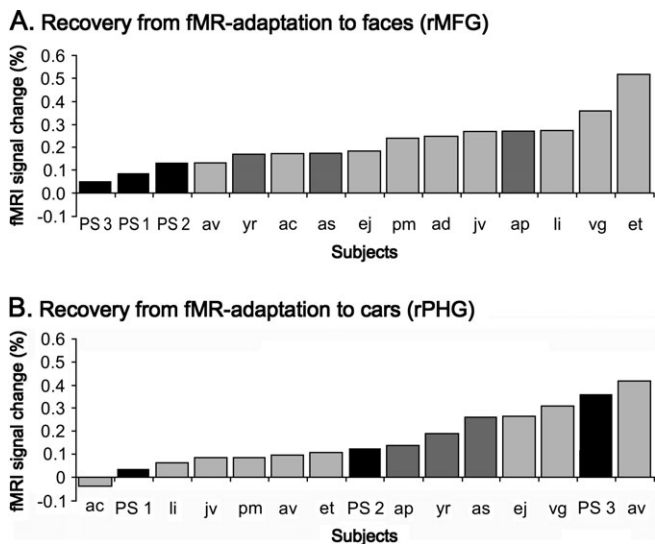 A. Recovery from fMR-adaptation to faces (rMFG)
fMRI signal change (%)
0.6
0.5
0.4
0.3
0.2
0.1
0.0
-0.1
PS 3 PS 1 PS 2 av yr ac as ej pm ad jv ap li vg et
Subjects
B. Recovery from fMR-adaptation to cars (rPHG)
fMRI signal change (%)
0.6
0.5
0.4
0.3
0.2
0.1
0
-0.1
ac PS 1 li jv pm av et PS 2 ap yr as ej vg PS 3 av
Subjects